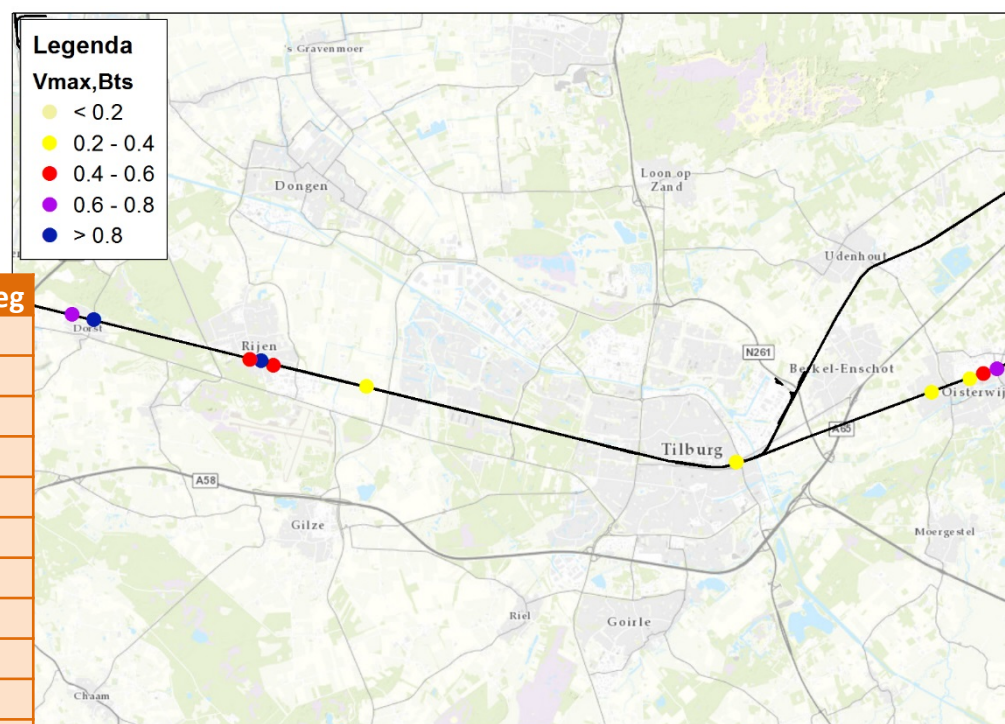 Legenda
Vmax,Bts
< 0.2
0.2 - 0.4
0.4 - 0.6
0.6 - 0.8
> 0.8
eg
's Gravenmoer
Dongen
Loon op
Zand
Udenhout
Dorst
Rijen
N261
Berkel-Enschot
Oisterwij
A65
Tilburg
A58
Gilze
Moergestel
Riel
Goirle
Chaam